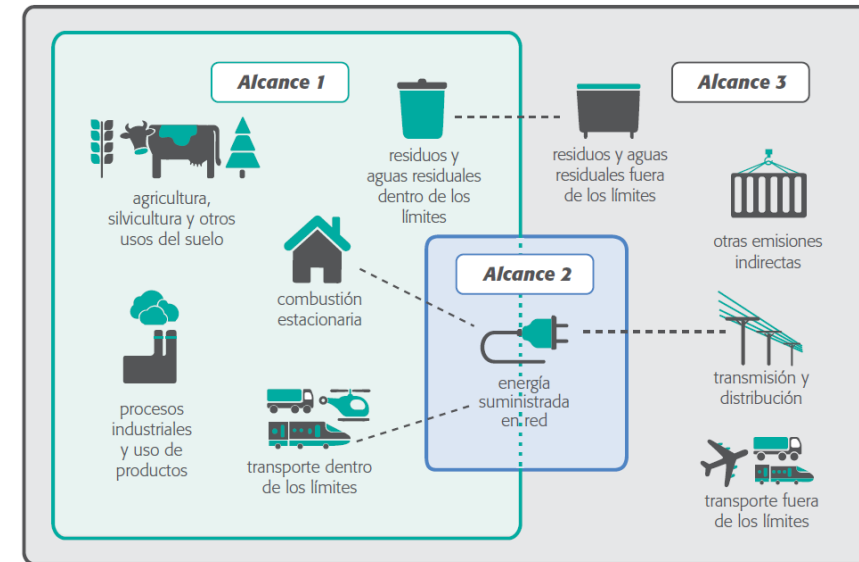 Alcance 1
Alcance 3
residuos y
aguas residuales
dentro de los
límites
residuos y aguas
residuales fuera
de los límites
agricultura,
silvicultura y otros
usos del suelo
otras emisiones
indirectas
Alcance 2
combustión
estacionaria
energía
suministrada
en red
transmisión y
distribución
procesos
industriales
y uso de
productos
transporte dentro
de los límites
transporte fuera
de los límites